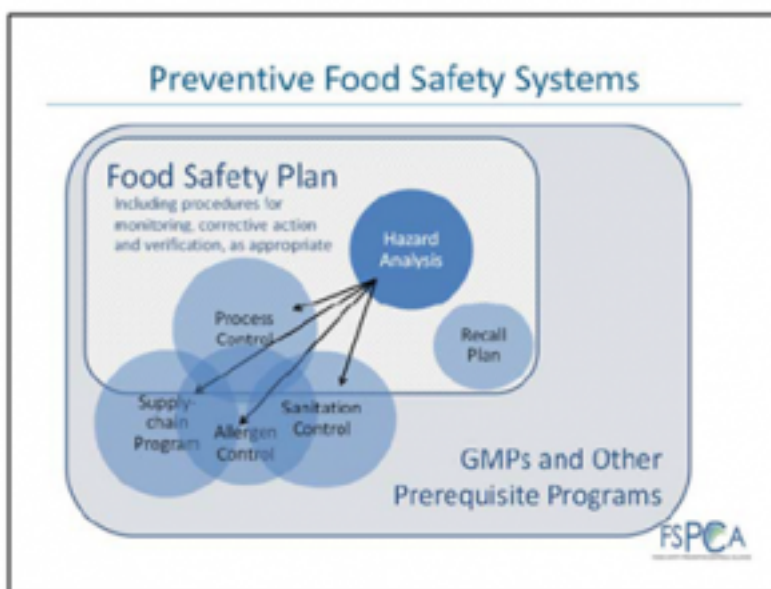 Preventive Food Safety Systems
Food Safety Plan
Including procedures for
monitoring, corrective action
and verification, as appropriate
Hazard
Analysis
Process
Control
Recall
Plan
Supply-
chain
Program
Allergen
Control
Sanitation
Control
GMPs and Other
Prerequisite Programs
FSPCA